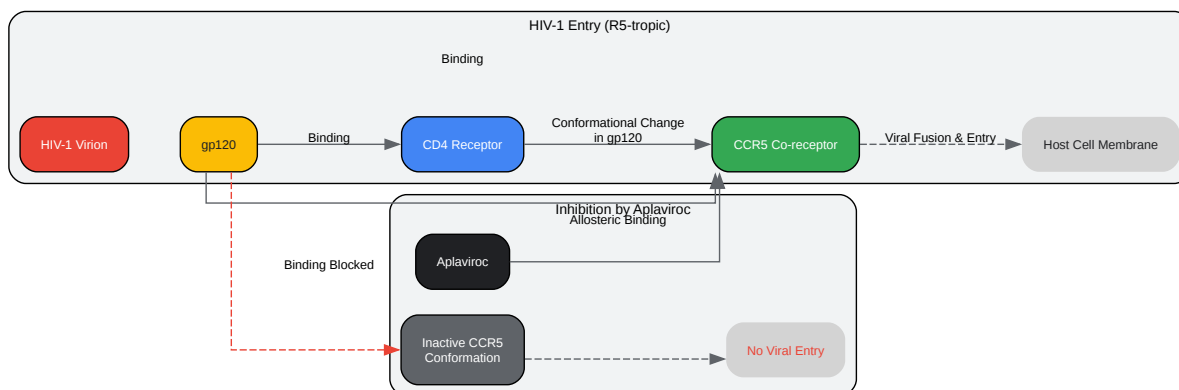 HIV-1 Entry (R5-tropic)
Binding
HIV-1 Virion
gp120
Binding
CD4 Receptor
Conformational Change
in gp120
CCR5 Co-receptor
Viral Fusion & Entry
Host Cell Membrane
Inhibition by Aplaviroc
Allosteric Binding
Binding Blocked
Aplaviroc
Inactive CCR5
Conformation
No Viral Entry